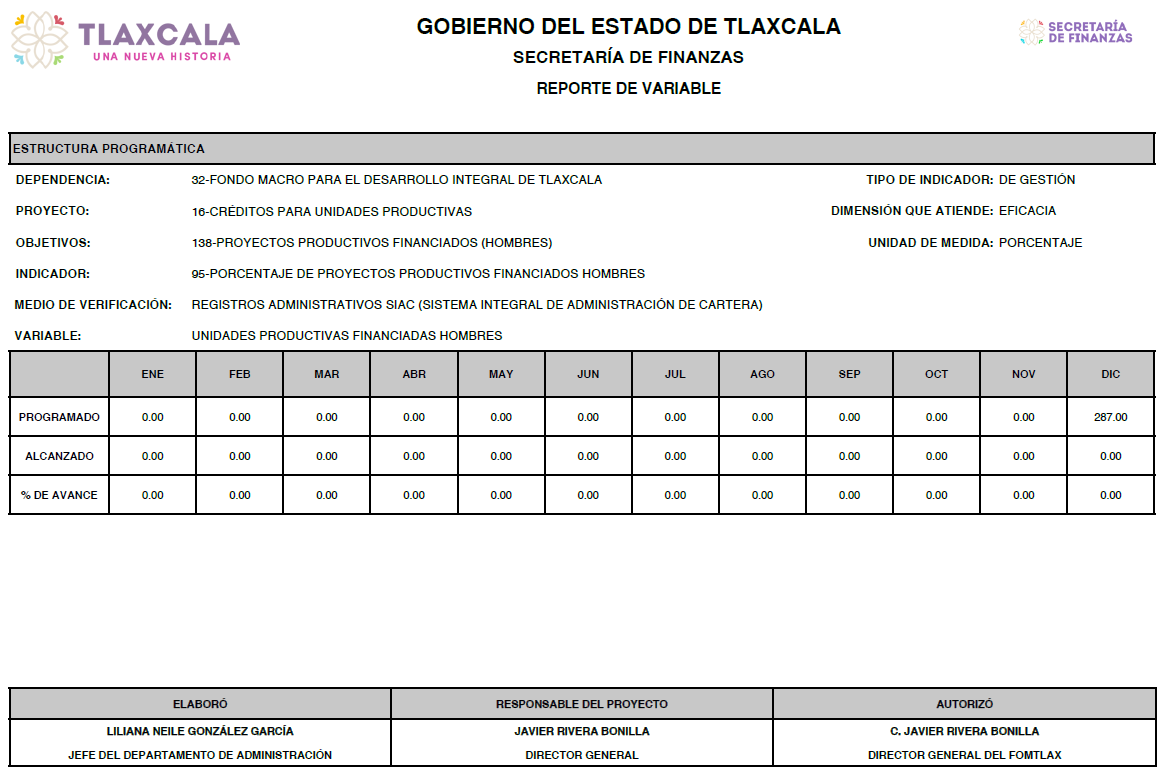 TLAXCALA
UNA NUEVA HISTORIA
GOBIERNO DEL ESTADO DE TLAXCALA
SECRETARÍA DE FINANZAS
REPORTE DE VARIABLE
SECRETARÍA
DE FINANZAS
ESTRUCTURA PROGRAMÁTICA
DEPENDENCIA: 32-FONDO MACRO PARA EL DESARROLLO INTEGRAL DE TLAXCALA TIPO DE INDICADOR: DE GESTIÓN
PROYECTO: 16-CRÉDITOS PARA UNIDADES PRODUCTIVAS DIMENSIÓN QUE ATIENDE: EFICACIA
OBJETIVOS: 138-PROYECTOS PRODUCTIVOS FINANCIADOS (HOMBRES) UNIDAD DE MEDIDA: PORCENTAJE
INDICADOR: 95-PORCENTAJE DE PROYECTOS PRODUCTIVOS FINANCIADOS HOMBRES
MEDIO DE VERIFICACIÓN: REGISTROS ADMINISTRATIVOS SIAC (SISTEMA INTEGRAL DE ADMINISTRACIÓN DE CARTERA)
VARIABLE: UNIDADES PRODUCTIVAS FINANCIADAS HOMBRES
ENE FEB MAR ABR MAY JUN JUL AGO SEP OCT NOV DIC
PROGRAMADO 0.00 0.00 0.00 0.00 0.00 0.00 0.00 0.00 0.00 0.00 0.00 287.00
ALCANZADO 0.00 0.00 0.00 0.00 0.00 0.00 0.00 0.00 0.00 0.00 0.00 0.00
% DE AVANCE 0.00 0.00 0.00 0.00 0.00 0.00 0.00 0.00 0.00 0.00 0.00 0.00
ELABORÓ RESPONSABLE DEL PROYECTO AUTORIZÓ
LILIANA NEILE GONZÁLEZ GARCÍA JAVIER RIVERA BONILLA C. JAVIER RIVERA BONILLA
JEFE DEL DEPARTAMENTO DE ADMINISTRACIÓN DIRECTOR GENERAL DIRECTOR GENERAL DEL FOMTLAX